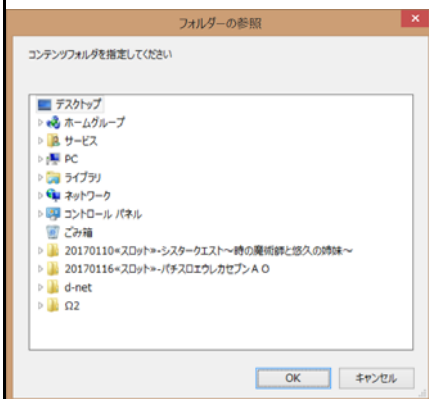 フォルダーの参照
コンテンツフォルダを指定してください
デスクトップ
ホームグループ
サービス
PC
ライブラリ
ネットワーク
コントロール パネル
ごみ箱
20170110≪スロット≫-シスタークエスト～時の魔術師と悠久の姉妹～
20170116≪スロット≫-パチスロエウレカセブンＡＯ
d-net
Ω2
OK
キャンセル